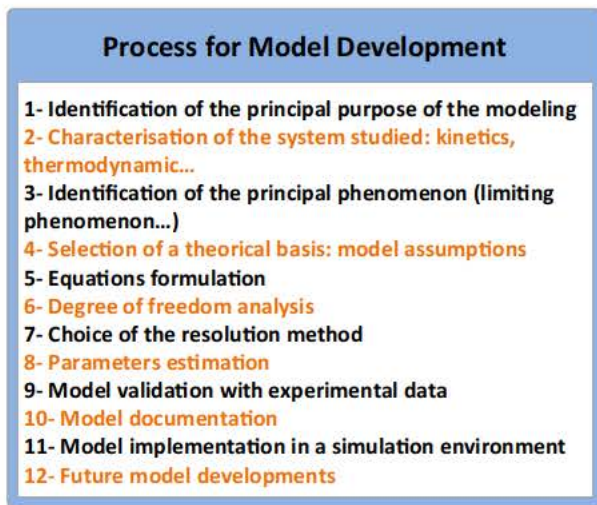 Process for Model Development
1- Identification of the principal purpose of the modeling
2- Characterisation of the system studied: kinetics,
thermodynamic...
3- Identification of the principal phenomenon (limiting
phenomenon...)
4- Selection of a theorical basis: model assumptions
5- Equations formulation
6- Degree of freedom analysis
7- Choice of the resolution method
8- Parameters estimation
9- Model validation with experimental data
10- Model documentation
11- Model implementation in a simulation environment
12- Future model developments